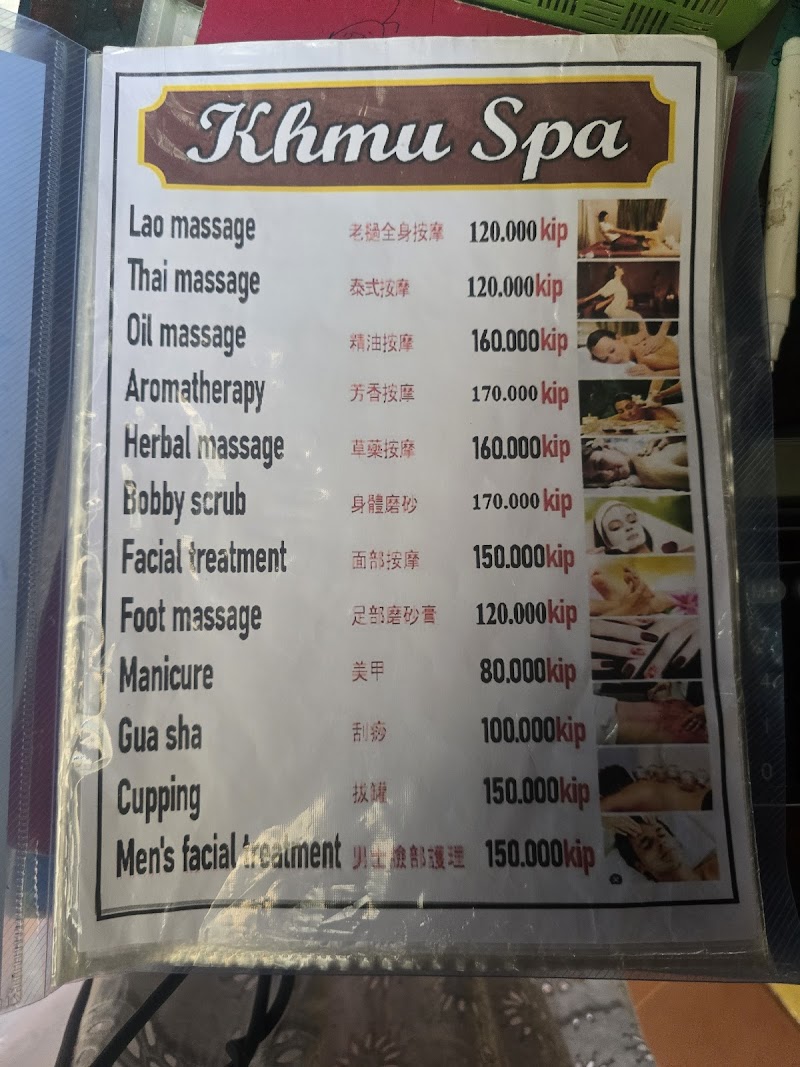 Khmu Spa
Lao massage 老撾全身按摩 120.000 kip
Thai massage 泰式按摩 120.000 kip
Oil massage 精油按摩 160.000 kip
Aromatherapy 芳香按摩 170.000 kip
Herbal massage 草藥按摩 160.000 kip
Bobby scrub 身體磨砂 170.000 kip
Facial treatment 面部按摩 150.000 kip
Foot massage 足部磨砂膏 120.000 kip
Manicure 美甲 80.000 kip
Gua sha 刮痧 100.000 kip
Cupping 拔罐 150.000 kip
Men's facial treatment 男士臉部護理 150.000 kip